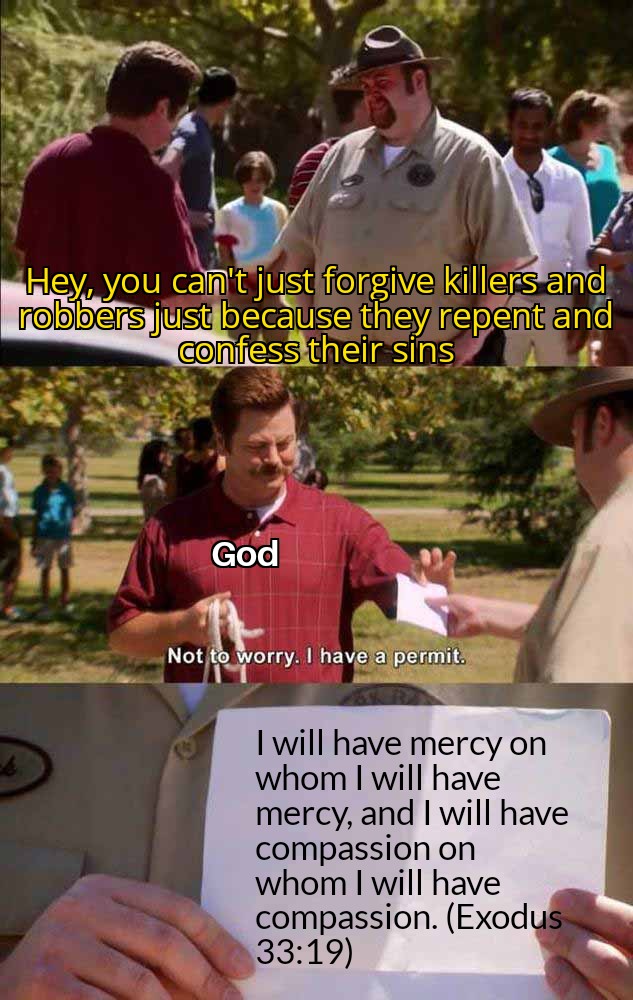 Hey, you can't just forgive killers and
robbers just because they repent and
confess their sins
God
Not to worry. I have a permit.
I will have mercy on
whom I will have
mercy, and I will have
compassion on
whom I will have
compassion. (Exodus
33:19)